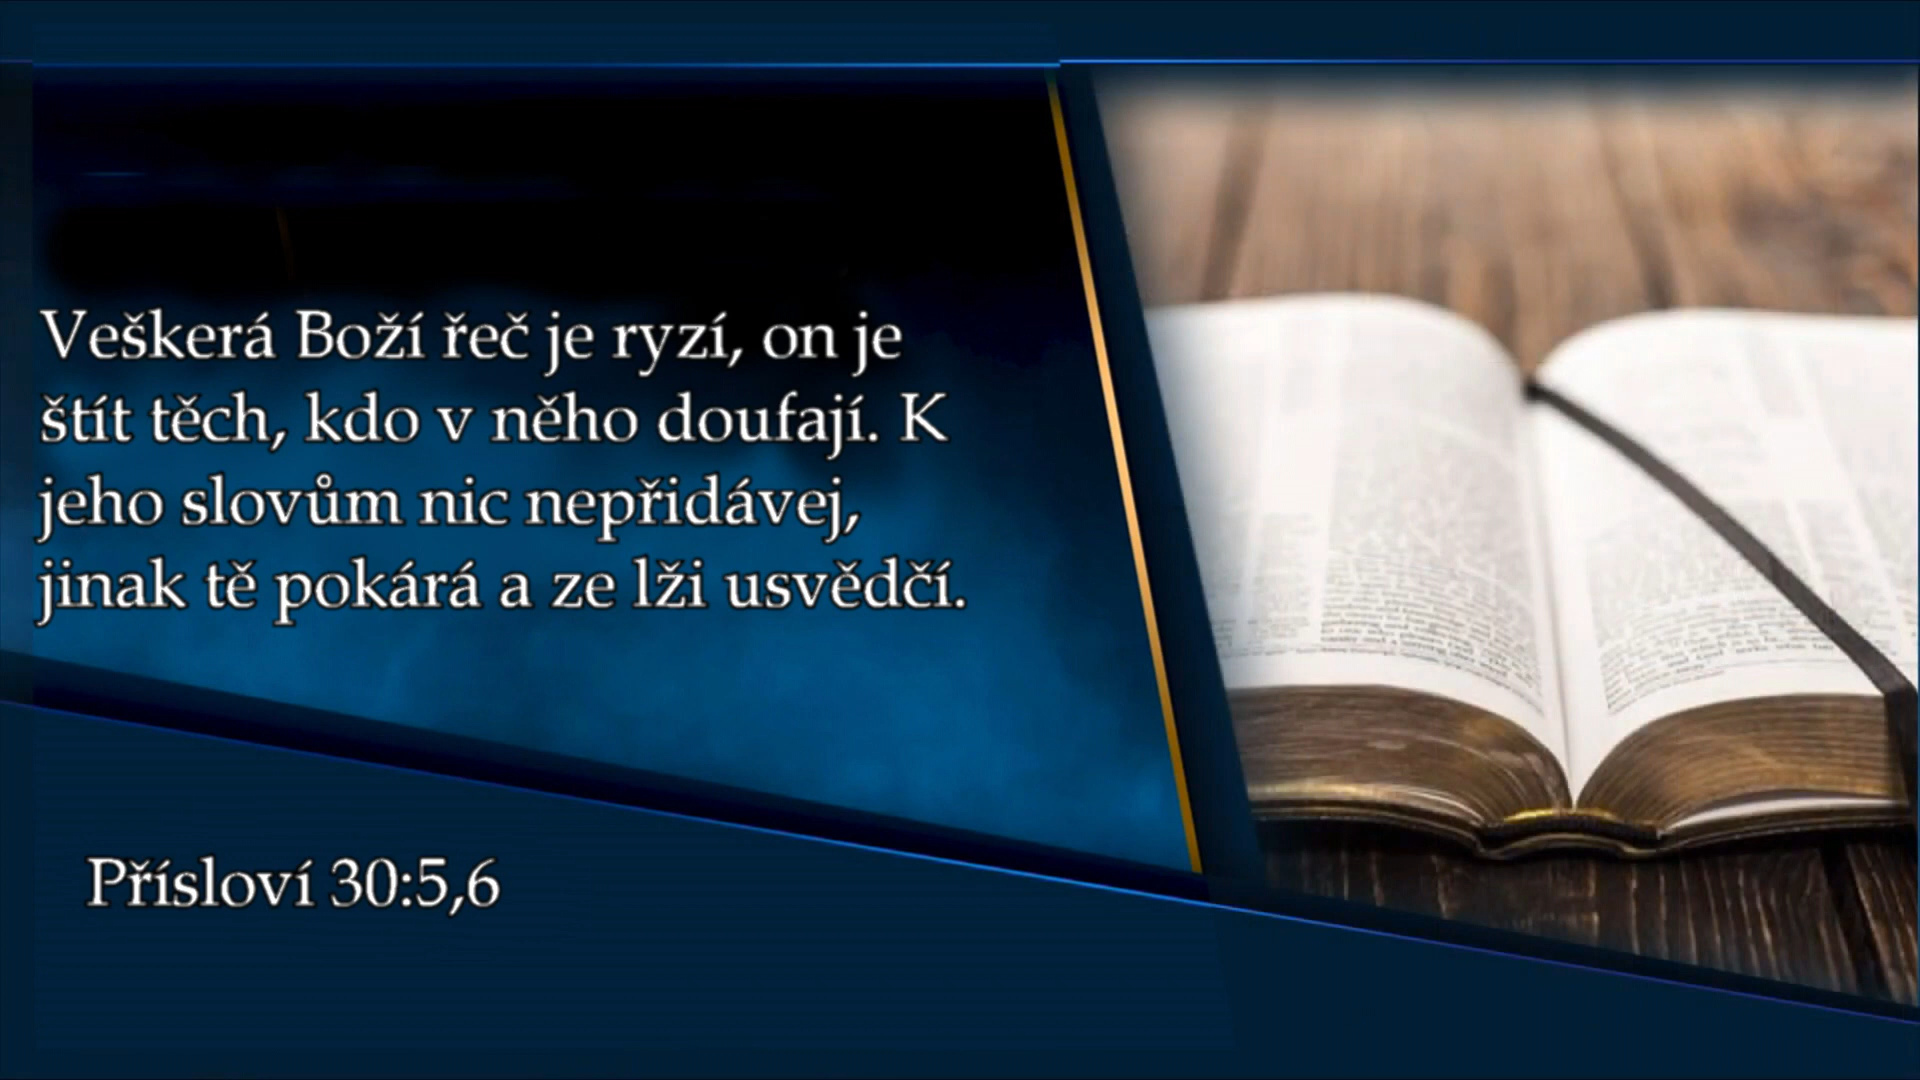 Veškerá Boží řeč je ryzí, on je
štít těch, kdo v něho doufají. K
jeho slovům nic nepřidávej,
jinak tě pokárá a ze lži usvědčí.
Přísloví 30:5,6